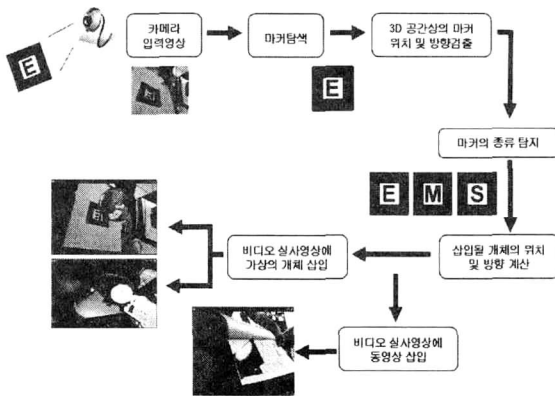 E
카메라
입력영상
마커탐색
3D 공간상의 마커
위치 및 방향검출
E
마커의 종류 탐지
E M S
비디오 실사영상에
가상의 개체 삽입
삽입될 개체의 위치
및 방향 계산
비디오 실사영상에
동영상 삽입